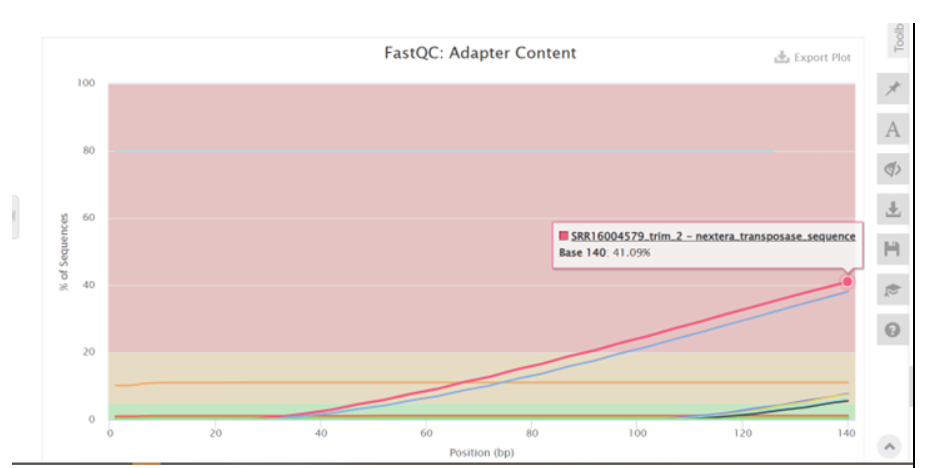 FastQC: Adapter Content
Export Plot
Toolb
% of Sequences
100
80
60
40
20
0
SRR16004579_trim_2 – nextera_transposase_sequence
Base 140: 41.09%
0 20 40 60 80 100 120 140
Position (bp)
A